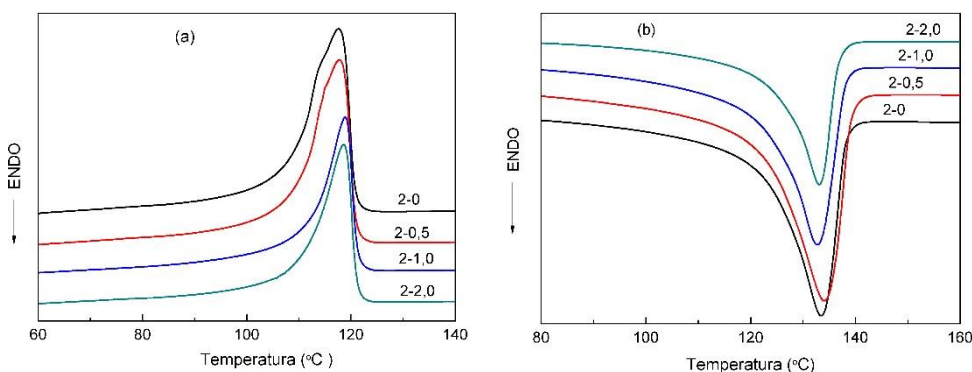 (a)
ENDO
2-0
2-0,5
2-1,0
2-2,0
60 80 100 120 140
Temperatura (°C )
(b)
ENDO
2-2,0
2-1,0
2-0,5
2-0
80 100 120 140 160
Temperatura (°C)